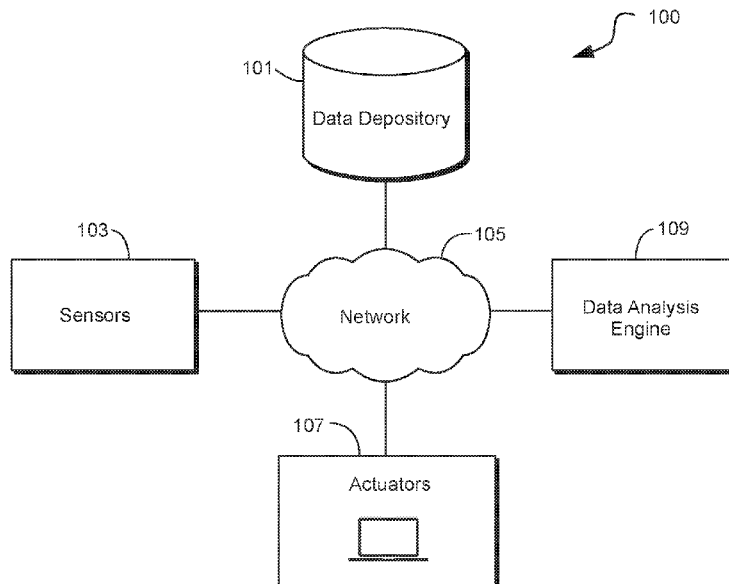 100
101
Data Depository
103
105
109
Sensors
Network
Data Analysis
Engine
107
Actuators